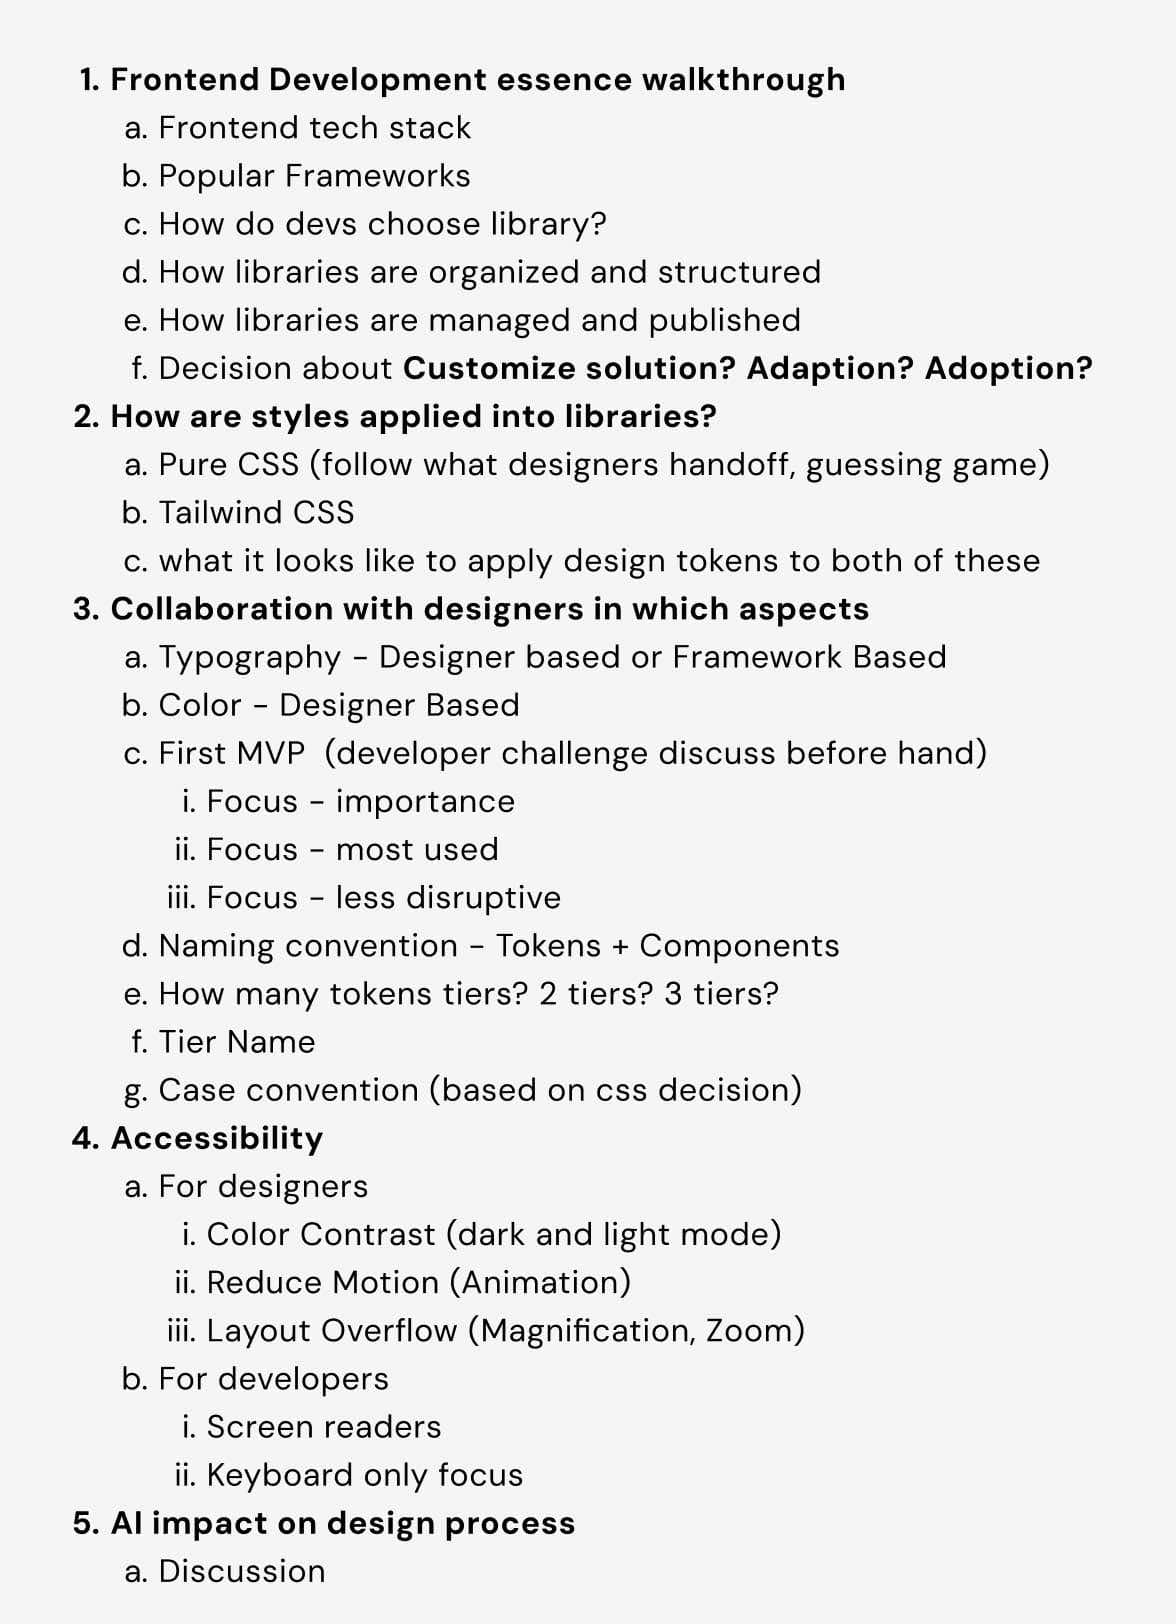 1. Frontend Development essence walkthrough
a. Frontend tech stack
b. Popular Frameworks
c. How do devs choose library?
d. How libraries are organized and structured
e. How libraries are managed and published
f. Decision about Customize solution? Adaption? Adoption?
2. How are styles applied into libraries?
a. Pure CSS (follow what designers handoff, guessing game)
b. Tailwind CSS
c. what it looks like to apply design tokens to both of these
3. Collaboration with designers in which aspects
a. Typography - Designer based or Framework Based
b. Color - Designer Based
c. First MVP  (developer challenge discuss before hand)
i. Focus - importance
ii. Focus - most used
iii. Focus - less disruptive
d. Naming convention - Tokens + Components
e. How many tokens tiers? 2 tiers? 3 tiers?
f. Tier Name
g. Case convention (based on css decision)
4. Accessibility
a. For designers
i. Color Contrast (dark and light mode)
ii. Reduce Motion (Animation)
iii. Layout Overflow (Magnification, Zoom)
b. For developers
i. Screen readers
ii. Keyboard only focus
5. AI impact on design process
a. Discussion